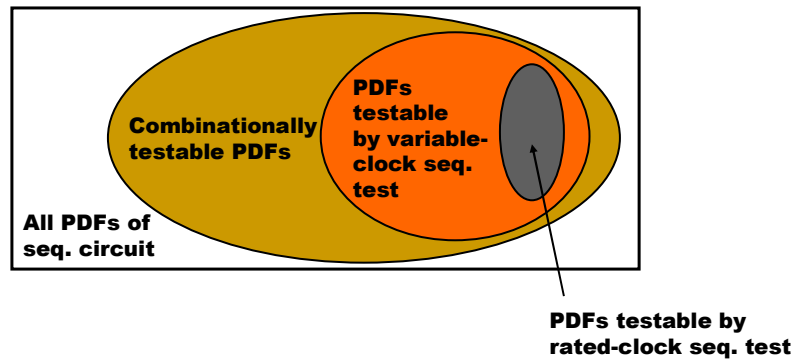 PDFs
testable
by variable-
clock seq.
test
Combinationally
testable PDFs
All PDFs of
seq. circuit
PDFs testable by
rated-clock seq. test